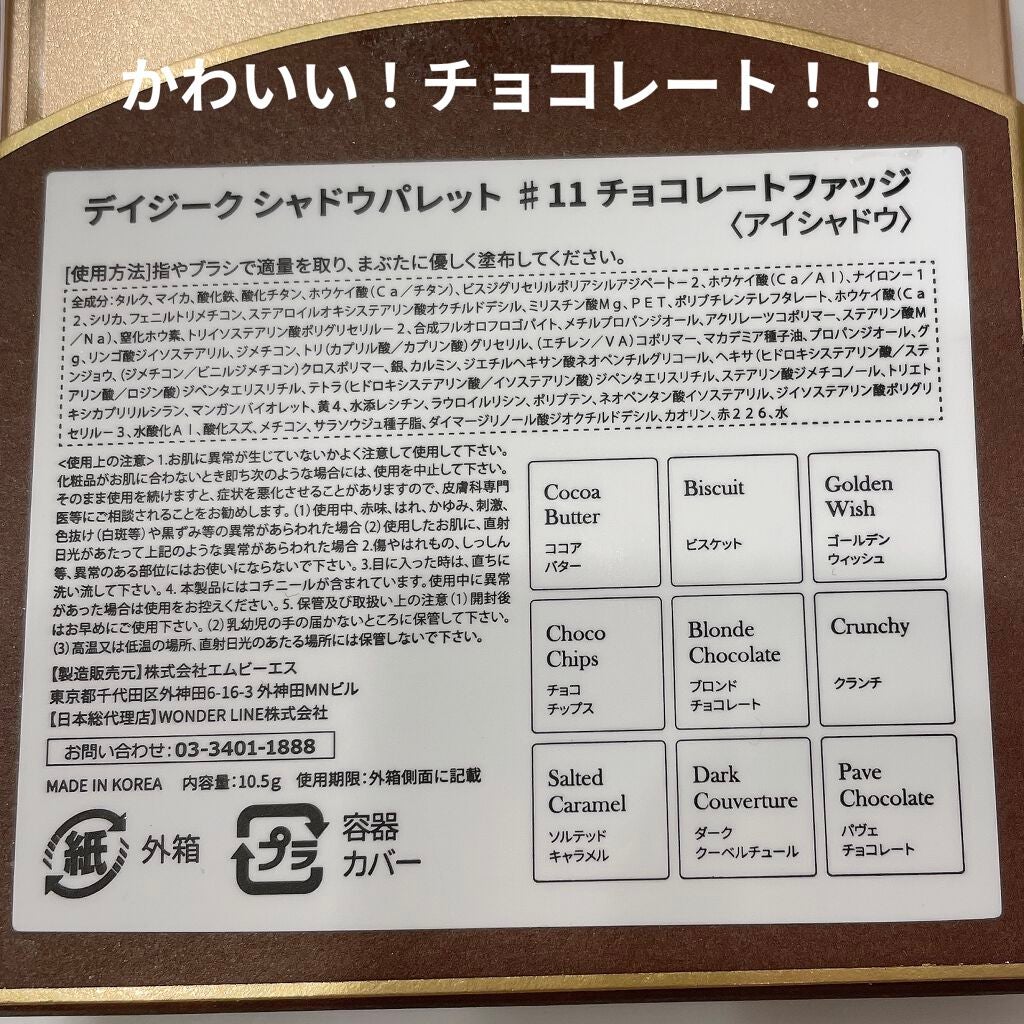 かわいい！チョコレート！！
デイジーク シャドウパレット ♯11 チョコレートファッジ
〈アイシャドウ〉
[使用方法]指やブラシで適量を取り、まぶたに優しく塗布してください。
全成分：タルク、マイカ、酸化鉄、酸化チタン、ホウケイ酸（Ca／チタン）、ビスジグリセリルポリアシルアジペート－2、ホウケイ酸（Ca／Al）、ナイロン－1
2、シリカ、フェニルトリメチコン、ステアロイルオキシステアリン酸オクチルドデシル、ミリスチン酸Mg、PET、ポリブチレンテレフタレート、ホウケイ酸（Ca
／Na）、窒化ホウ素、トリイソステアリン酸ポリグリセリル－2、合成フルオロフロゴパイト、メチルプロパンジオール、アクリレーツコポリマー、ステアリン酸M
g、リンゴ酸ジイソステアリル、ジメチコン、トリ（カプリル酸／カプリン酸）グリセリル、（エチレン／VA）コポリマー、マカデミア種子油、プロパンジオール、グ
ンジョウ、（ジメチコン／ビニルジメチコン）クロスポリマー、銀、カルミン、ジエチルヘキサン酸ネオペンチルグリコール、ヘキサ（ヒドロキシステアリン酸／ステ
アリン酸／ロジン酸）ジペンタエリスリチル、テトラ（ヒドロキシステアリン酸／イソステアリン酸）ジペンタエリスリチル、ステアリン酸ジメチコノール、トリエト
キシカプリリルシラン、マンガンバイオレット、黄4、水添レシチン、ラウロイルリシン、ポリブテン、ネオペンタン酸イソステアリル、ジイソステアリン酸ポリグリ
セリル－3、水酸化Al、酸化スズ、メチコン、サラソウジュ種子脂、ダイマージリノール酸ジオクチルドデシル、カオリン、赤226、水
<使用上の注意> 1.お肌に異常が生じていないかよく注意して使用して下さい。
化粧品がお肌に合わないとき即ち次のような場合には、使用を中止して下さい。
そのまま使用を続けますと、症状を悪化させることがありますので、皮膚科専門
医等にご相談されることをお勧めします。(1)使用中、赤味、はれ、かゆみ、刺激、
色抜け(白斑等)や黒ずみ等の異常があらわれた場合(2)使用したお肌に、直射
日光があたって上記のような異常があらわれた場合 2.傷やはれもの、しっしん
等、異常のある部位にはお使いにならないで下さい。3.目に入った時は、直ちに
洗い流して下さい。4. 本製品にはコチニールが含まれています。使用中に異常
があった場合は使用をお控えください。5. 保管及び取扱い上の注意(1)開封後
はお早めにご使用下さい。(2)乳幼児の手の届かないところに保管して下さい。
(3)高温又は低温の場所、直射日光のあたる場所には保管しないで下さい。
【製造販売元】株式会社エムビーエス
東京都千代田区外神田6-16-3 外神田MNビル
【日本総代理店】WONDER LINE株式会社
お問い合わせ：03-3401-1888
MADE IN KOREA 内容量：10.5g 使用期限：外箱側面に記載
紙 外箱
プラ 容器
カバー
Cocoa
Butter
ココア
バター
Biscuit
ビスケット
Golden
Wish
ゴールデン
ウィッシュ
Choco
Chips
チョコ
チップス
Blonde
Chocolate
ブロンド
チョコレート
Crunchy
クランチ
Salted
Caramel
ソルテッド
キャラメル
Dark
Couverture
ダーク
クーベルチュール
Pave
Chocolate
パヴェ
チョコレート